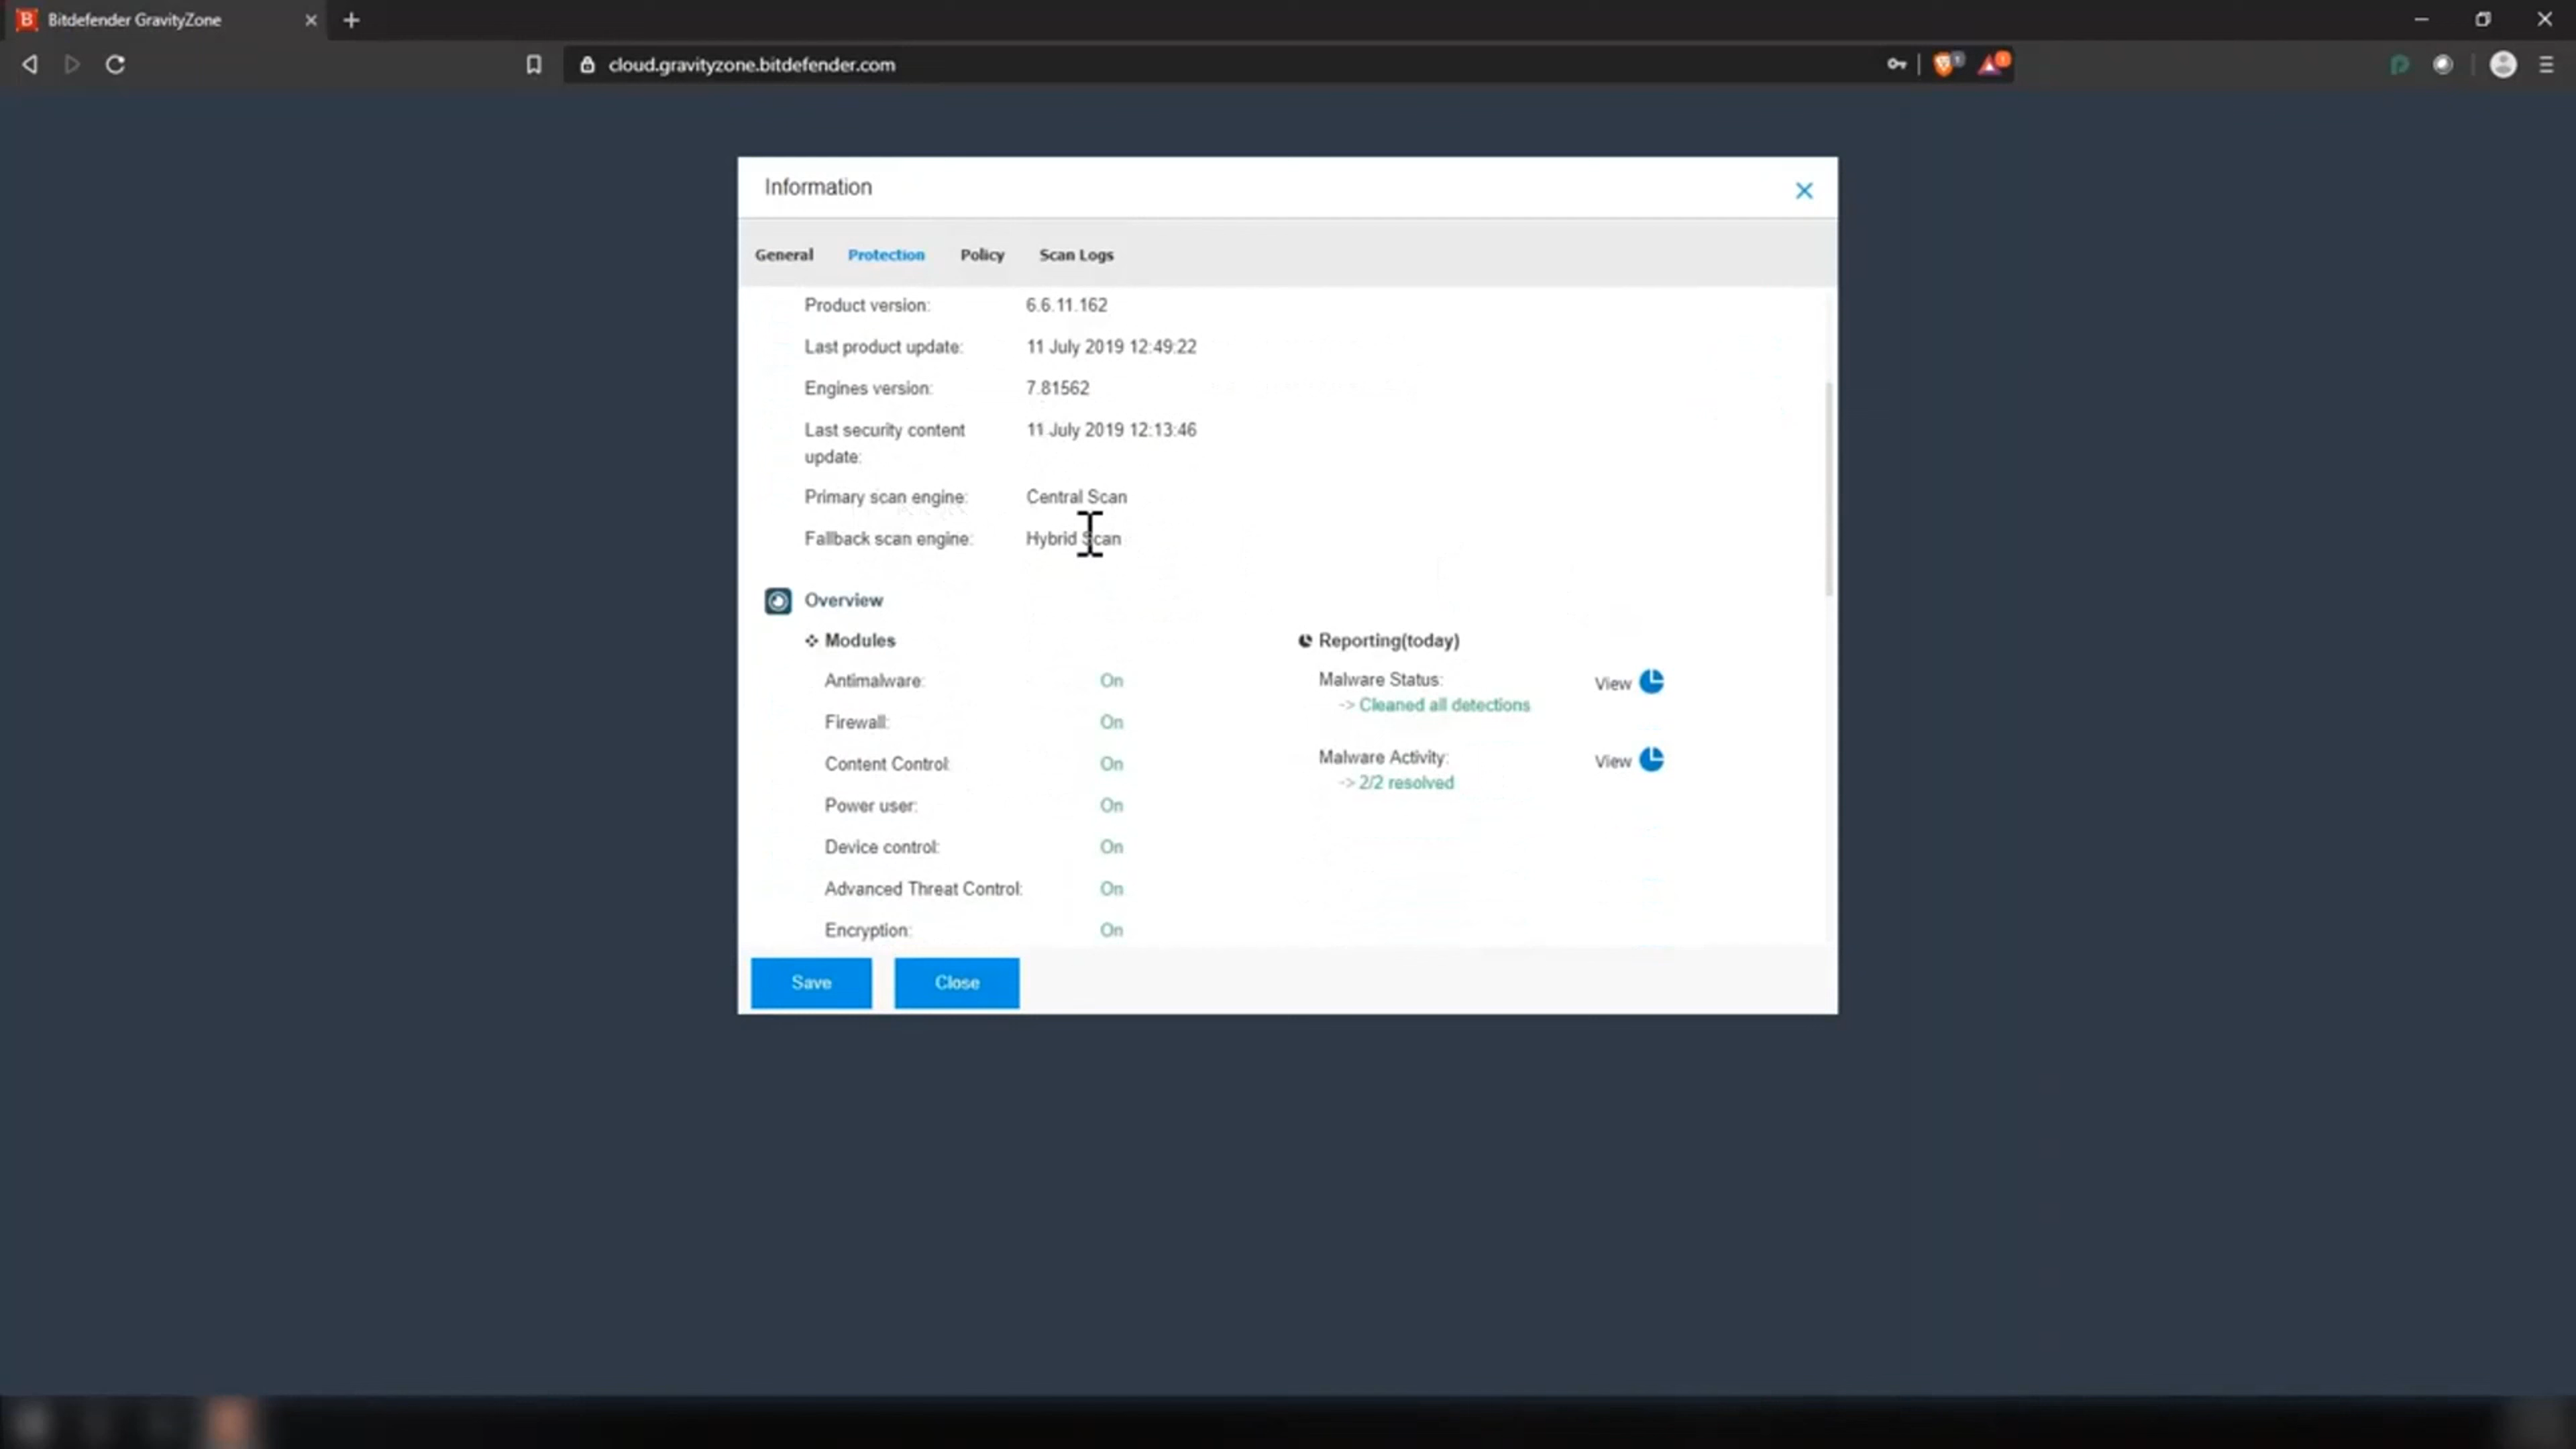 Bitdefender GravityZone
cloud.gravityzone.bitdefender.com
Information
General Protection Policy Scan Logs
Product version: 6.6.11.162
Last product update: 11 July 2019 12:49:22
Engines version: 7.81562
Last security content 11 July 2019 12:13:46
update:
Primary scan engine: Central Scan
Fallback scan engine: Hybrid Scan
Overview
Modules Reporting(today)
Antimalware: On Malware Status: View
-> Cleaned all detections
Firewall: On
Content Control: On Malware Activity: View
-> 2/2 resolved
Power user: On
Device control: On
Advanced Threat Control: On
Encryption: On
Save Close